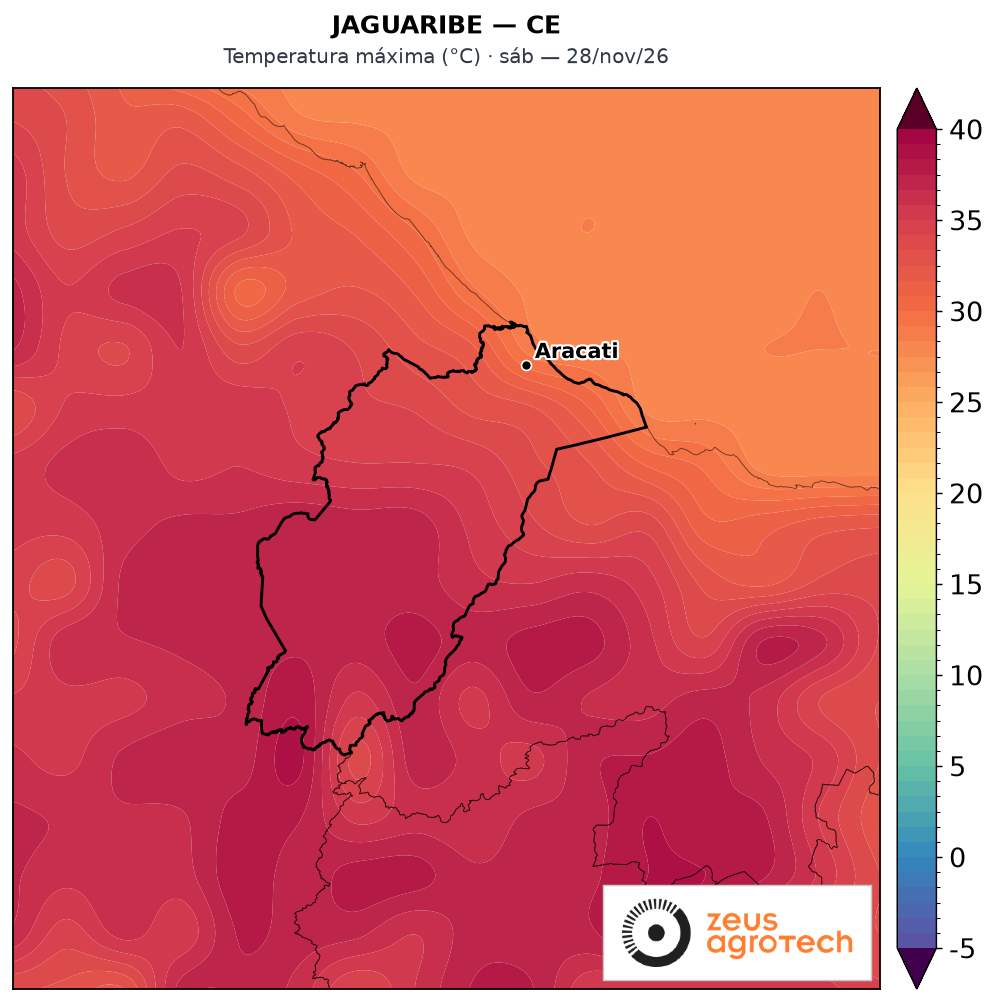 JAGUARIBE — CE
Temperatura máxima (°C) · sáb — 28/nov/26
Aracati
40
35
30
25
20
15
10
5
0
-5
zeus
agrotech